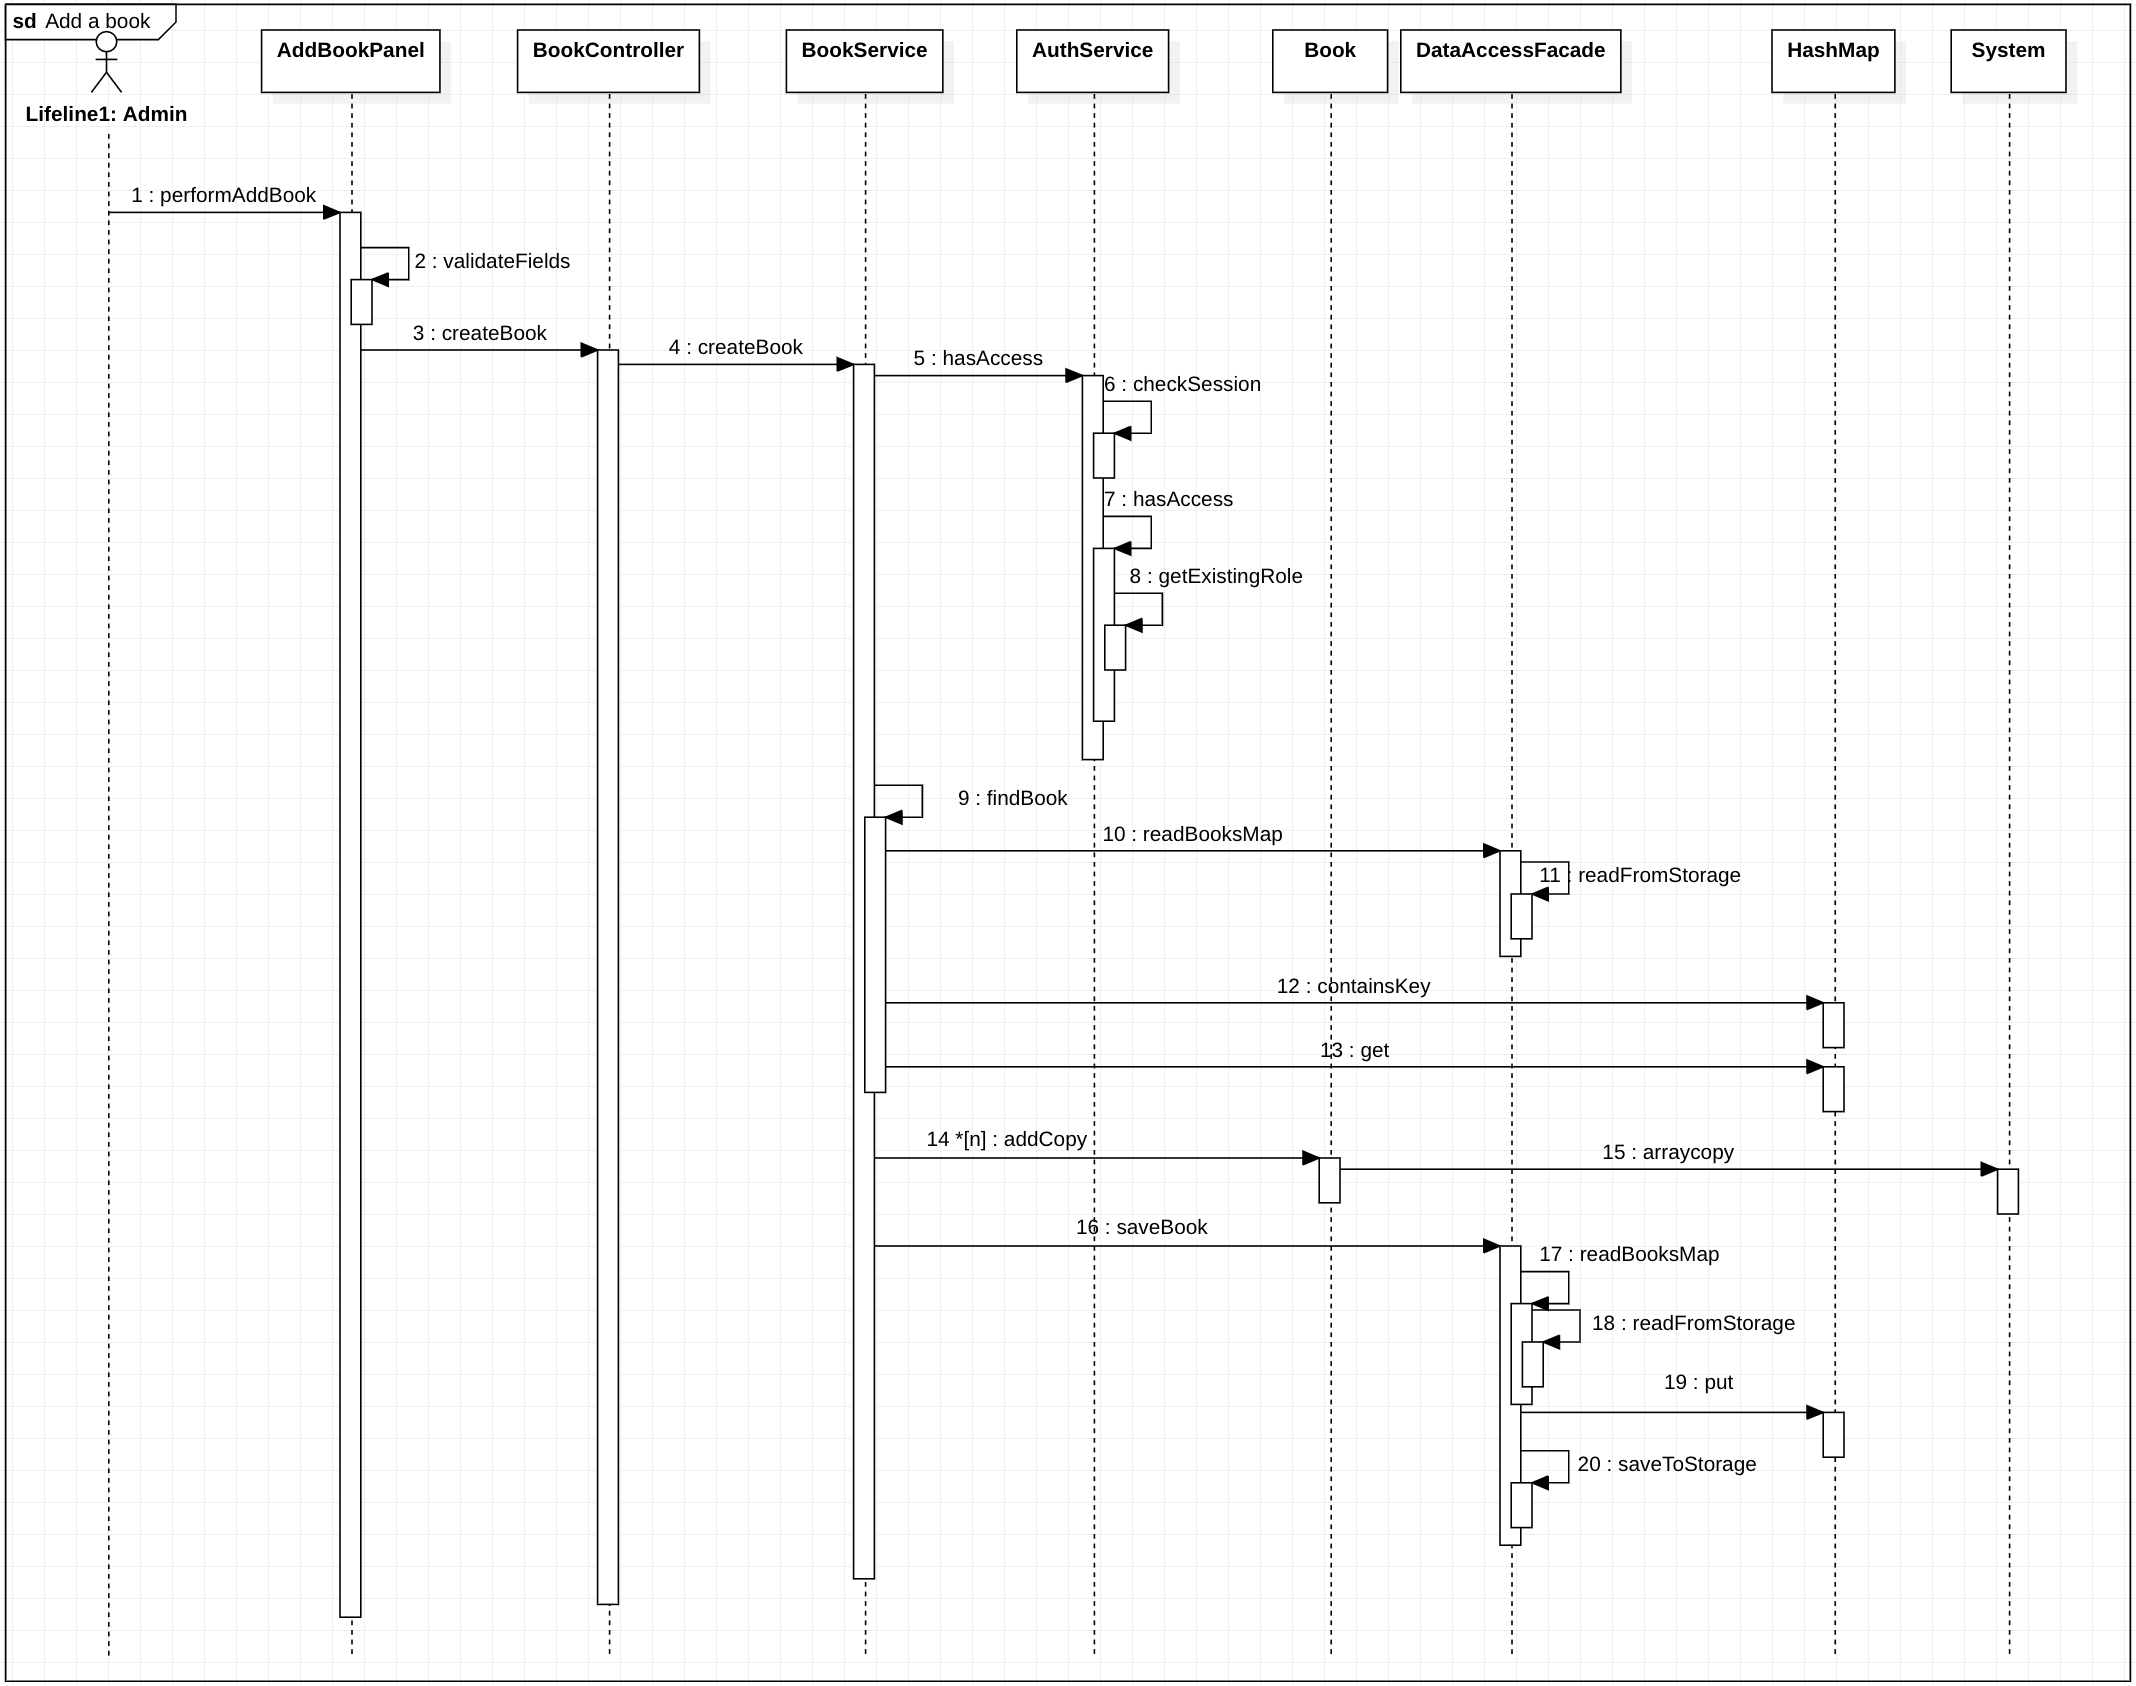 sd Add a book
AddBookPanel
BookController
BookService
AuthService
Book
DataAccessFacade
HashMap
System
Lifeline1: Admin
1 : performAddBook
2 : validateFields
3 : createBook
4 : createBook
5 : hasAccess
6 : checkSession
7 : hasAccess
8 : getExistingRole
9 : findBook
10 : readBooksMap
11 : readFromStorage
12 : containsKey
13 : get
14 *[n] : addCopy
15 : arraycopy
16 : saveBook
17 : readBooksMap
18 : readFromStorage
19 : put
20 : saveToStorage